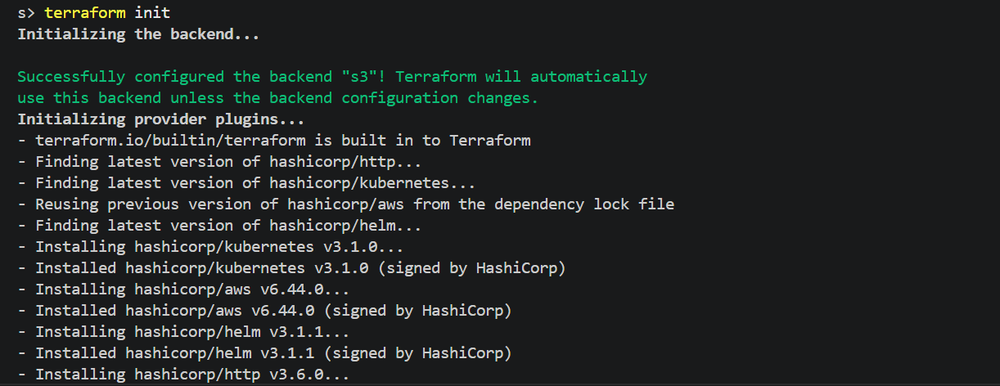 s> terraform init
Initializing the backend...
Successfully configured the backend "s3"! Terraform will automatically
use this backend unless the backend configuration changes.
Initializing provider plugins...
- terraform.io/builtin/terraform is built in to Terraform
- Finding latest version of hashicorp/http...
- Finding latest version of hashicorp/kubernetes...
- Reusing previous version of hashicorp/aws from the dependency lock file
- Finding latest version of hashicorp/helm...
- Installing hashicorp/kubernetes v3.1.0...
- Installed hashicorp/kubernetes v3.1.0 (signed by HashiCorp)
- Installing hashicorp/aws v6.44.0...
- Installed hashicorp/aws v6.44.0 (signed by HashiCorp)
- Installing hashicorp/helm v3.1.1...
- Installed hashicorp/helm v3.1.1 (signed by HashiCorp)
- Installing hashicorp/http v3.6.0...